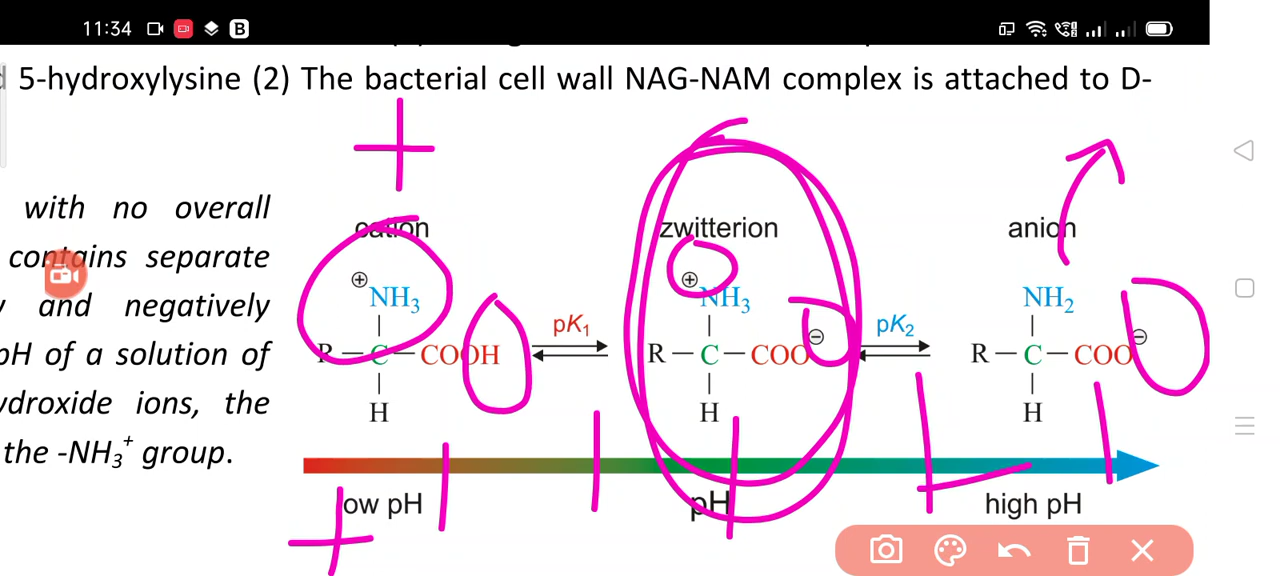 11:34 B
5-hydroxylysine (2) The bacterial cell wall NAG-NAM complex is attached to D-
with no overall
contains separate
and negatively
pH of a solution of
ions, the
the -NH₃⁺ group.
cation zwitterion anion
⊕ ⊕
NH₃ NH₃ NH₂
pK₁ pK₂
R — C — COOH R — C — COO⊖ R — C — COO⊖
H H H
low pH pH high pH